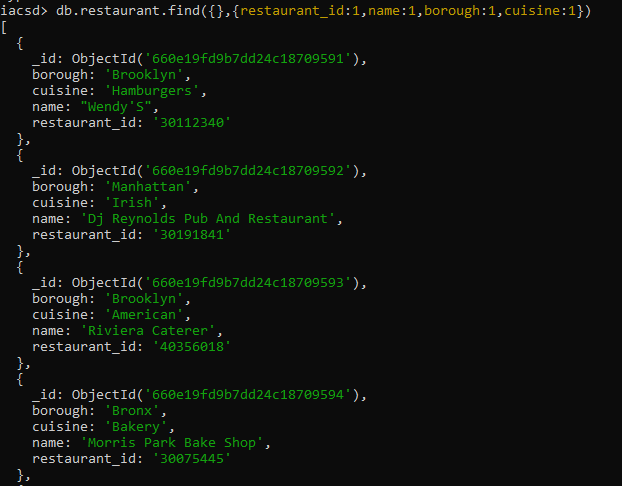 iacsd> db.restaurant.find({},{restaurant_id:1,name:1,borough:1,cuisine:1})
[
  {
    _id: ObjectId('660e19fd9b7dd24c18709591'),
    borough: 'Brooklyn',
    cuisine: 'Hamburgers',
    name: "Wendy'S",
    restaurant_id: '30112340'
  },
  {
    _id: ObjectId('660e19fd9b7dd24c18709592'),
    borough: 'Manhattan',
    cuisine: 'Irish',
    name: 'Dj Reynolds Pub And Restaurant',
    restaurant_id: '30191841'
  },
  {
    _id: ObjectId('660e19fd9b7dd24c18709593'),
    borough: 'Brooklyn',
    cuisine: 'American',
    name: 'Riviera Caterer',
    restaurant_id: '40356018'
  },
  {
    _id: ObjectId('660e19fd9b7dd24c18709594'),
    borough: 'Bronx',
    cuisine: 'Bakery',
    name: 'Morris Park Bake Shop',
    restaurant_id: '30075445'
  },